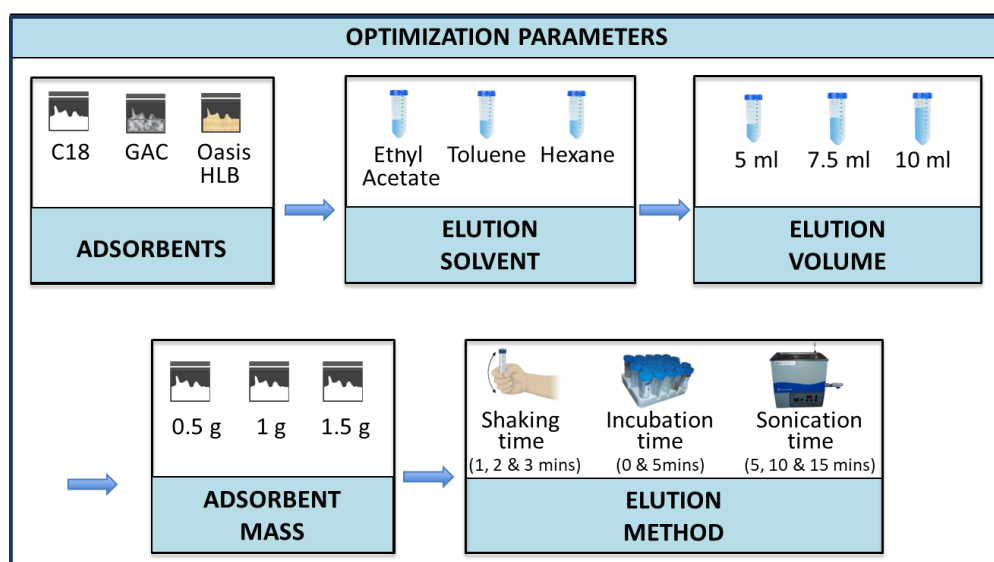 OPTIMIZATION PARAMETERS
C18
GAC
Oasis
HLB
ADSORBENTS
Ethyl
Acetate
Toluene
Hexane
ELUTION
SOLVENT
5 ml
7.5 ml
10 ml
ELUTION
VOLUME
0.5 g
1 g
1.5 g
ADSORBENT
MASS
Shaking
time
(1, 2 & 3 mins)
Incubation
time
(0 & 5mins)
Sonication
time
(5, 10 & 15 mins)
ELUTION
METHOD